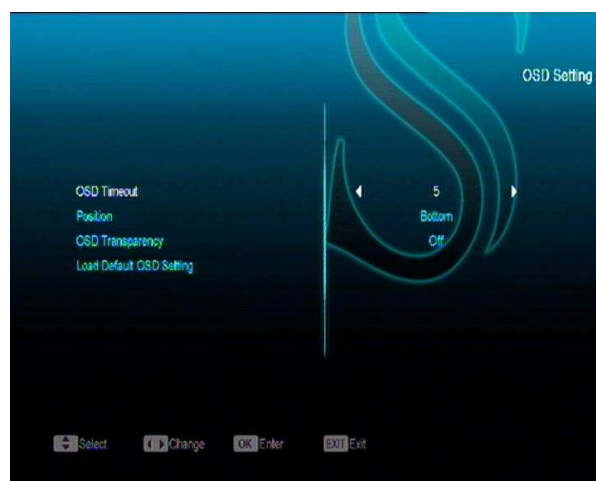 OSD Setting
OSD Timeout 5
Position Bottom
OSD Transparency Off
Load Default OSD Setting
Select Change OK Enter EXIT Exit